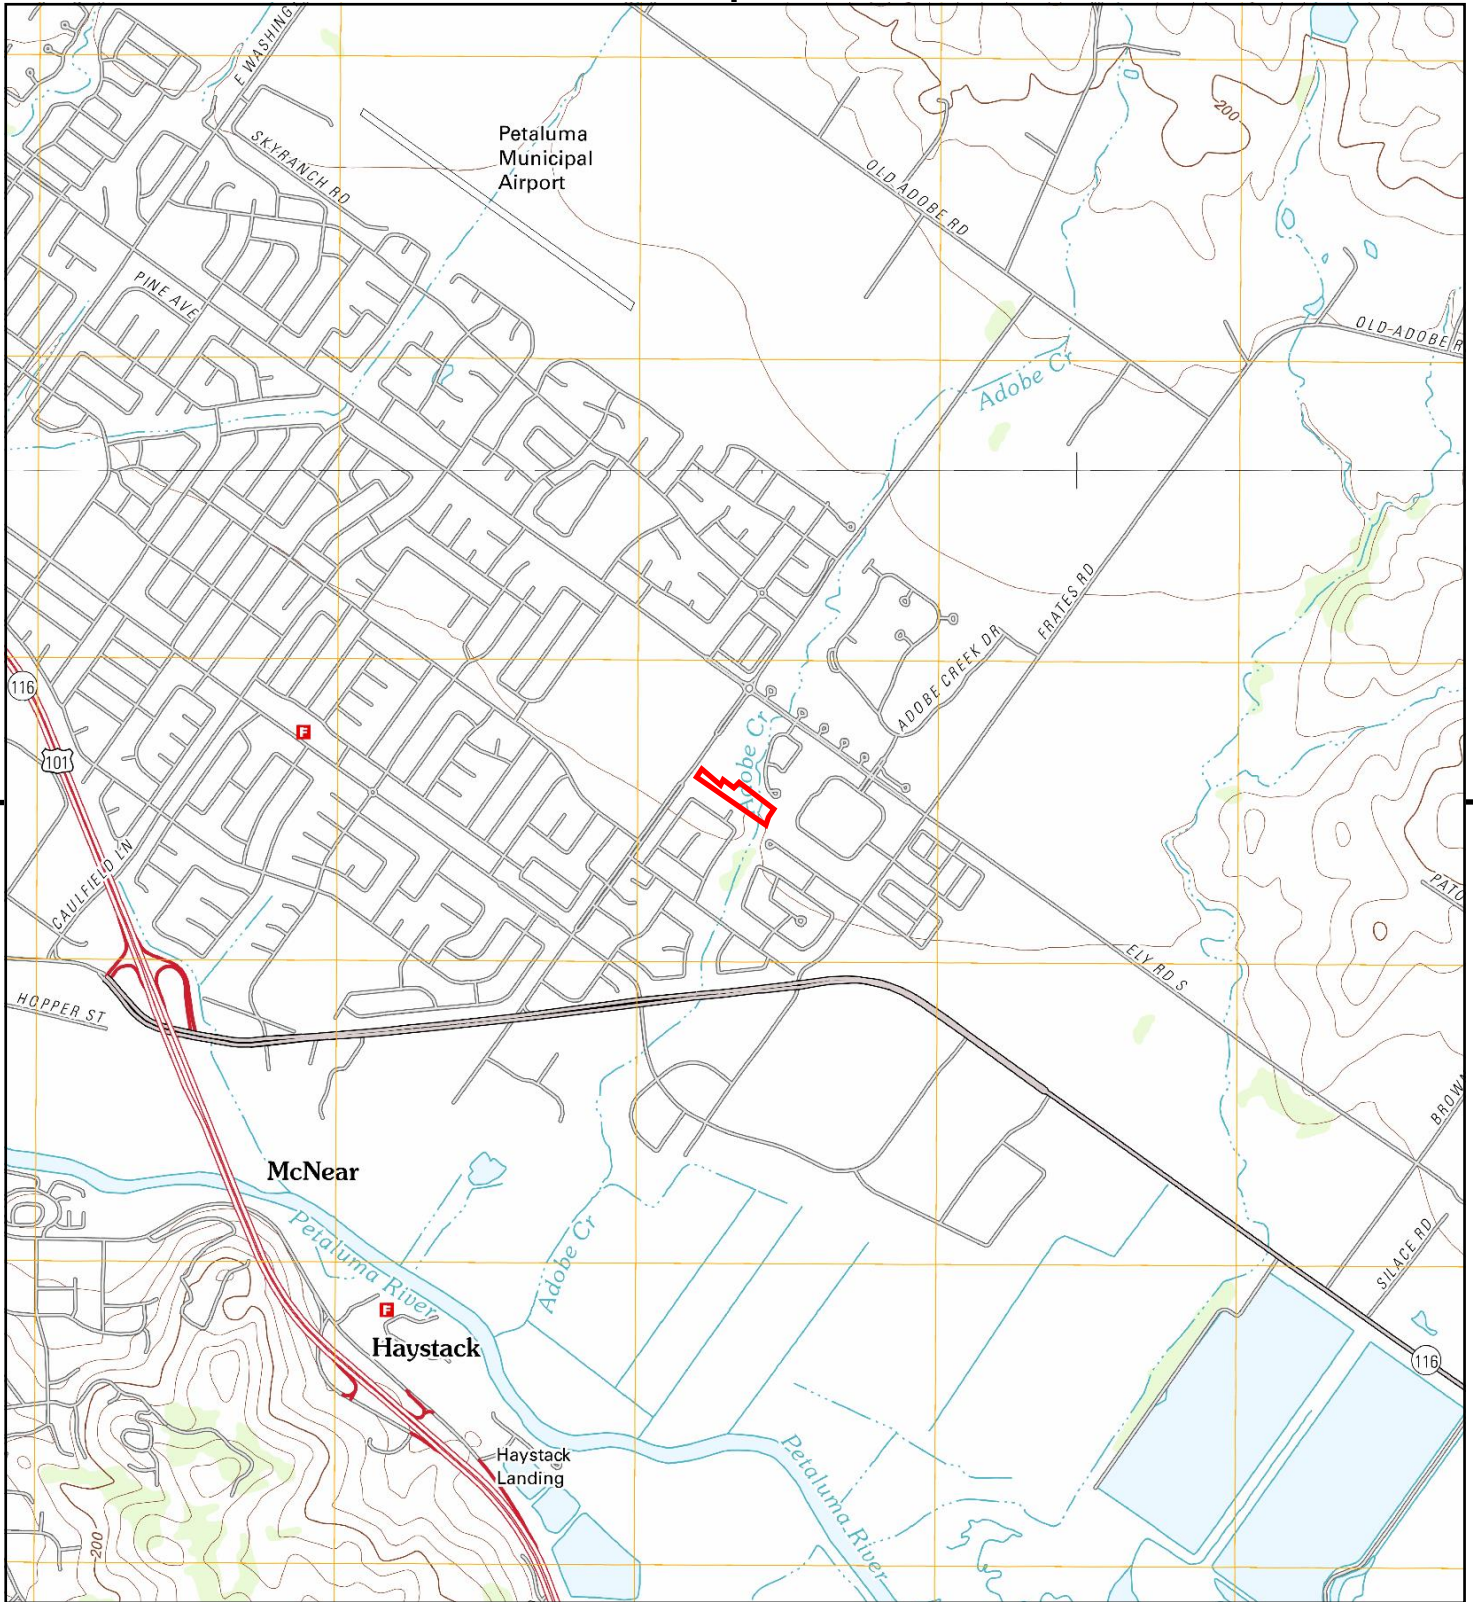 E WASHING
Petaluma
Municipal
Airport
200
SKYRANCH RD
OLD ADOBE RD
PINE AVE
OLD ADOBE R
Adobe Cr
FRATES RD
ADOBE CREEK DR
116
F
101
Adobe Cr
CAULFIELD LN
PATO
ELY RD S
HOPPER ST
BROWN
McNear
Petaluma River
Adobe Cr
SILACE RD
F
Haystack
116
Haystack
Landing
Petaluma River
200